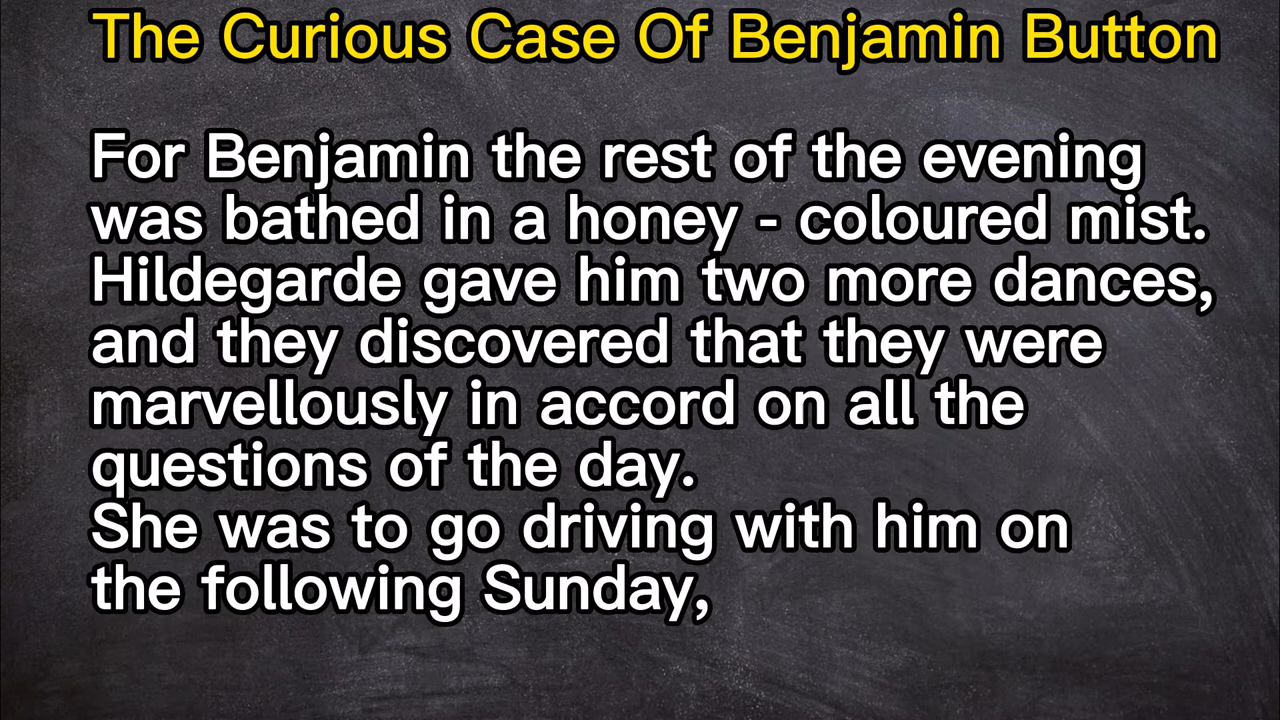 The Curious Case Of Benjamin Button
For Benjamin the rest of the evening
was bathed in a honey - coloured mist.
Hildegarde gave him two more dances,
and they discovered that they were
marvellously in accord on all the
questions of the day.
She was to go driving with him on
the following Sunday,